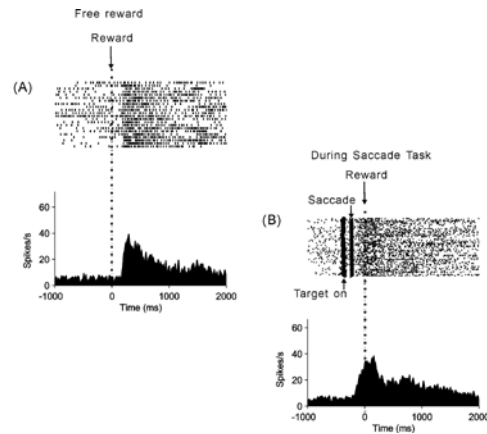 Free reward
Reward
(A)
Spikes/s
60
40
20
0
-1000
0
1000
2000
Time (ms)
During Saccade Task
Reward
Saccade
(B)
Target on
Spikes/s
60
40
20
0
-1000
0
1000
2000
Time (ms)